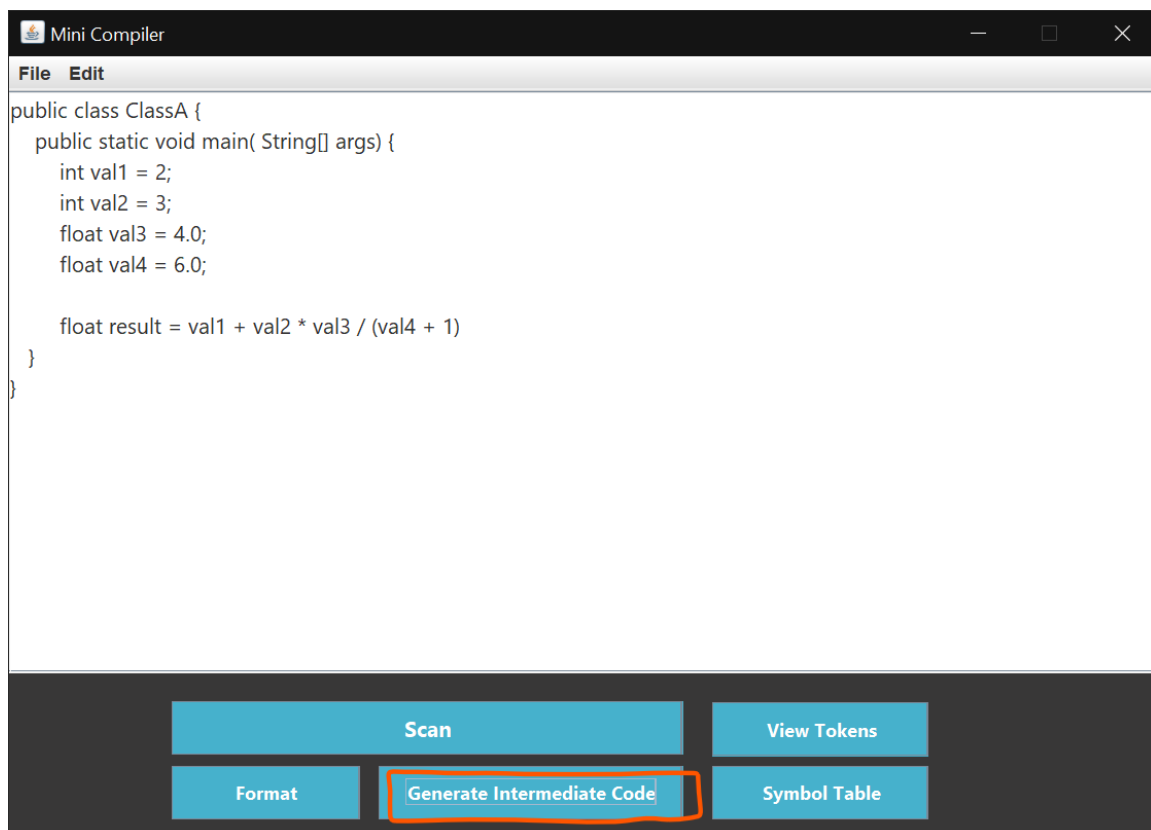 Mini Compiler
File Edit
public class ClassA {
public static void main( String[] args) {
int val1 = 2;
int val2 = 3;
float val3 = 4.0;
float val4 = 6.0;
float result = val1 + val2 * val3 / (val4 + 1)
}
}
Scan View Tokens
Format Generate Intermediate Code Symbol Table